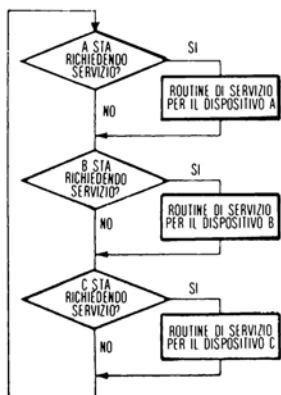 A STA
RICHIEDENDO
SERVIZIO?
SI
ROUTINE DI SERVIZIO
PER IL DISPOSITIVO A
NO
B STA
RICHIEDENDO
SERVIZIO?
SI
ROUTINE DI SERVIZIO
PER IL DISPOSITIVO B
NO
C STA
RICHIEDENDO
SERVIZIO?
SI
ROUTINE DI SERVIZIO
PER IL DISPOSITIVO C
NO